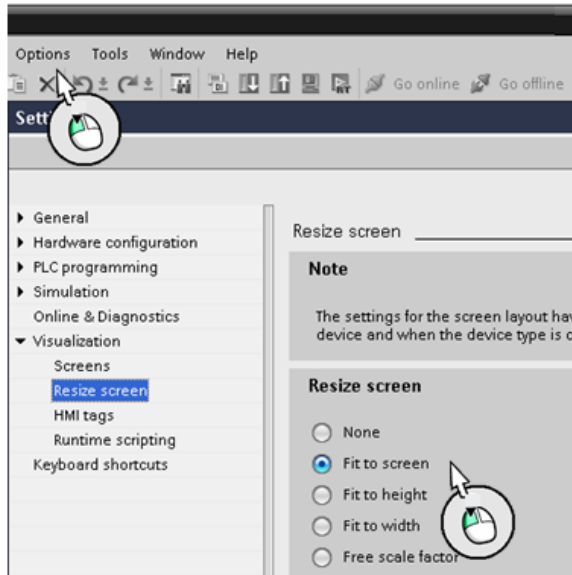 Options Tools Window Help
Go online Go offline
Sett
General
Hardware configuration
PLC programming
Simulation
Online & Diagnostics
Visualization
Screens
Resize screen
HMI tags
Runtime scripting
Keyboard shortcuts
Resize screen
Note
The settings for the screen layout hav
device and when the device type is c
Resize screen
None
Fit to screen
Fit to height
Fit to width
Free scale factor